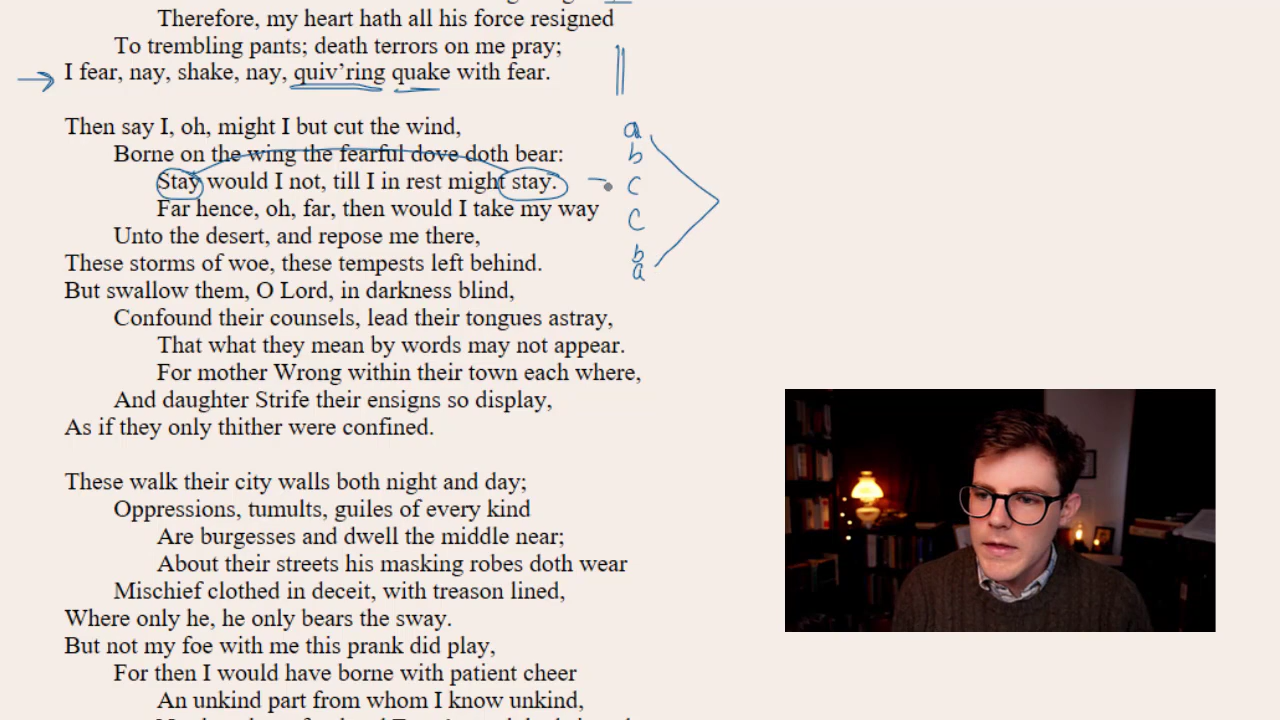 Therefore, my heart hath all his force resigned
To trembling pants; death terrors on me pray;
I fear, nay, shake, nay, quiv’ring quake with fear.
Then say I, oh, might I but cut the wind,
Borne on the wing the fearful dove doth bear:
Stay would I not, till I in rest might stay.
Far hence, oh, far, then would I take my way
Unto the desert, and repose me there,
These storms of woe, these tempests left behind.
But swallow them, O Lord, in darkness blind,
Confound their counsels, lead their tongues astray,
That what they mean by words may not appear.
For mother Wrong within their town each where,
And daughter Strife their ensigns so display,
As if they only thither were confined.
These walk their city walls both night and day;
Oppressions, tumults, guiles of every kind
Are burgesses and dwell the middle near;
About their streets his masking robes doth wear
Mischief clothed in deceit, with treason lined,
Where only he, he only bears the sway.
But not my foe with me this prank did play,
For then I would have borne with patient cheer
An unkind part from whom I know unkind,
a
b
c
c
b
a